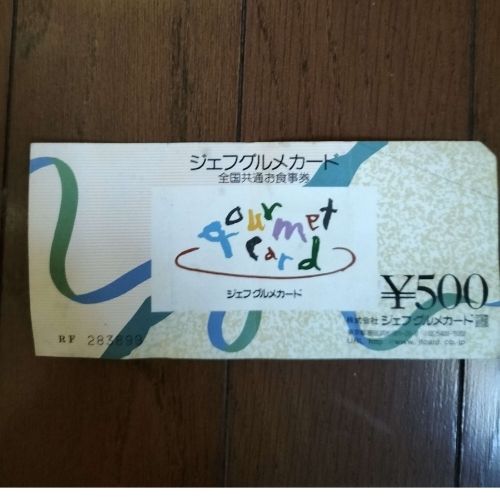 ジェフグルメカード
全国共通お食事券
gourmet
card
ジェフグルメカード
¥500
株式会社 ジェフグルメカード
RF 283899